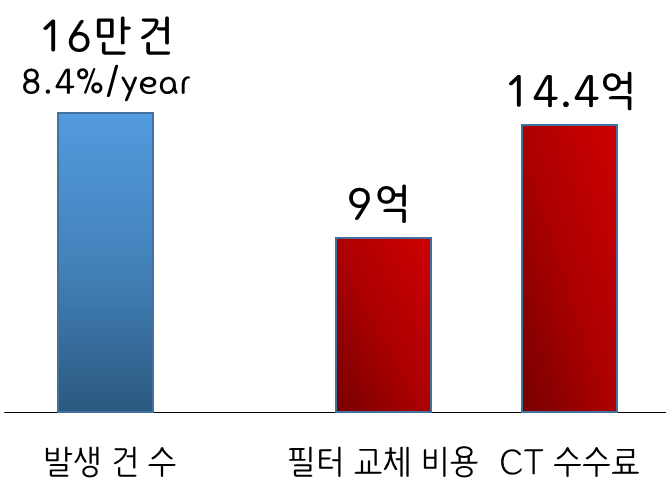 16만 건
8.4%/year
9억
14.4억
발생 건 수
필터 교체 비용
CT 수수료